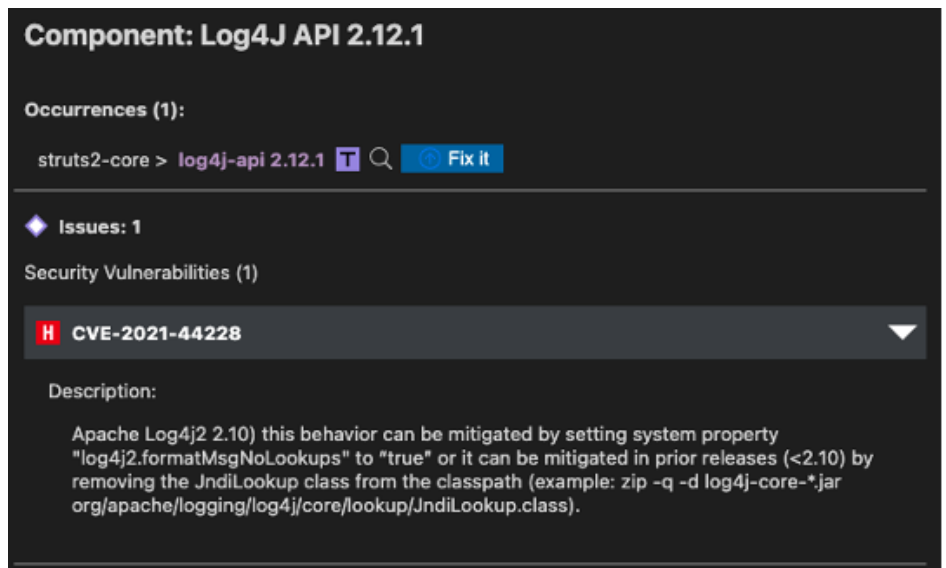 Component: Log4J API 2.12.1
Occurrences (1):
struts2-core > log4j-api 2.12.1 T Fix it
Issues: 1
Security Vulnerabilities (1)
H CVE-2021-44228
Description:
Apache Log4j2 2.10) this behavior can be mitigated by setting system property
"log4j2.formatMsgNoLookups" to “true” or it can be mitigated in prior releases (<2.10) by
removing the JndiLookup class from the classpath (example: zip -q -d log4j-core-*.jar
org/apache/logging/log4j/core/lookup/JndiLookup.class).